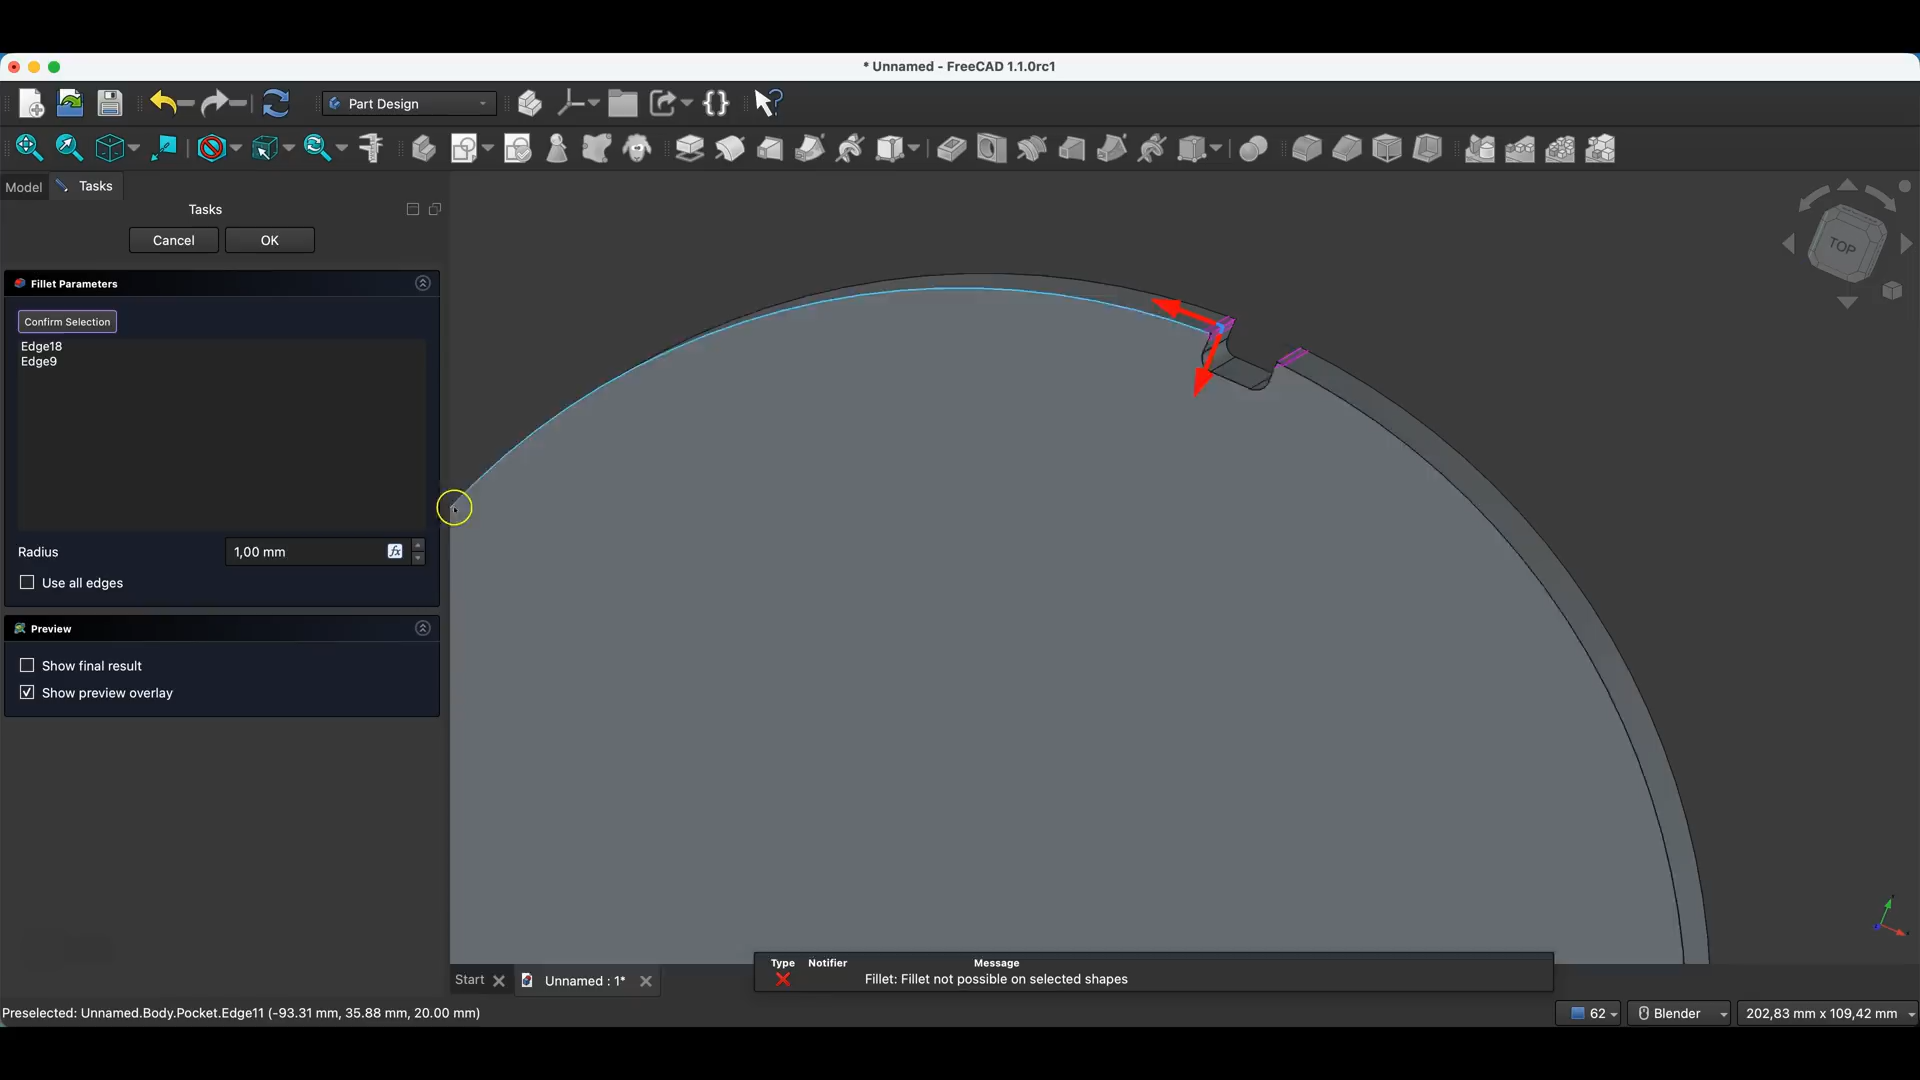 * Unnamed - FreeCAD 1.1.0rc1
Part Design
Model
Tasks
Tasks
Cancel
OK
Fillet Parameters
Confirm Selection
Edge18
Edge9
Radius
1,00 mm
fx
Use all edges
Preview
Show final result
Show preview overlay
TOP
Type Notifier Message
Fillet: Fillet not possible on selected shapes
Start
Unnamed : 1*
Preselected: Unnamed.Body.Pocket.Edge11 (-93.31 mm, 35.88 mm, 20.00 mm)
62
Blender
202,83 mm x 109,42 mm